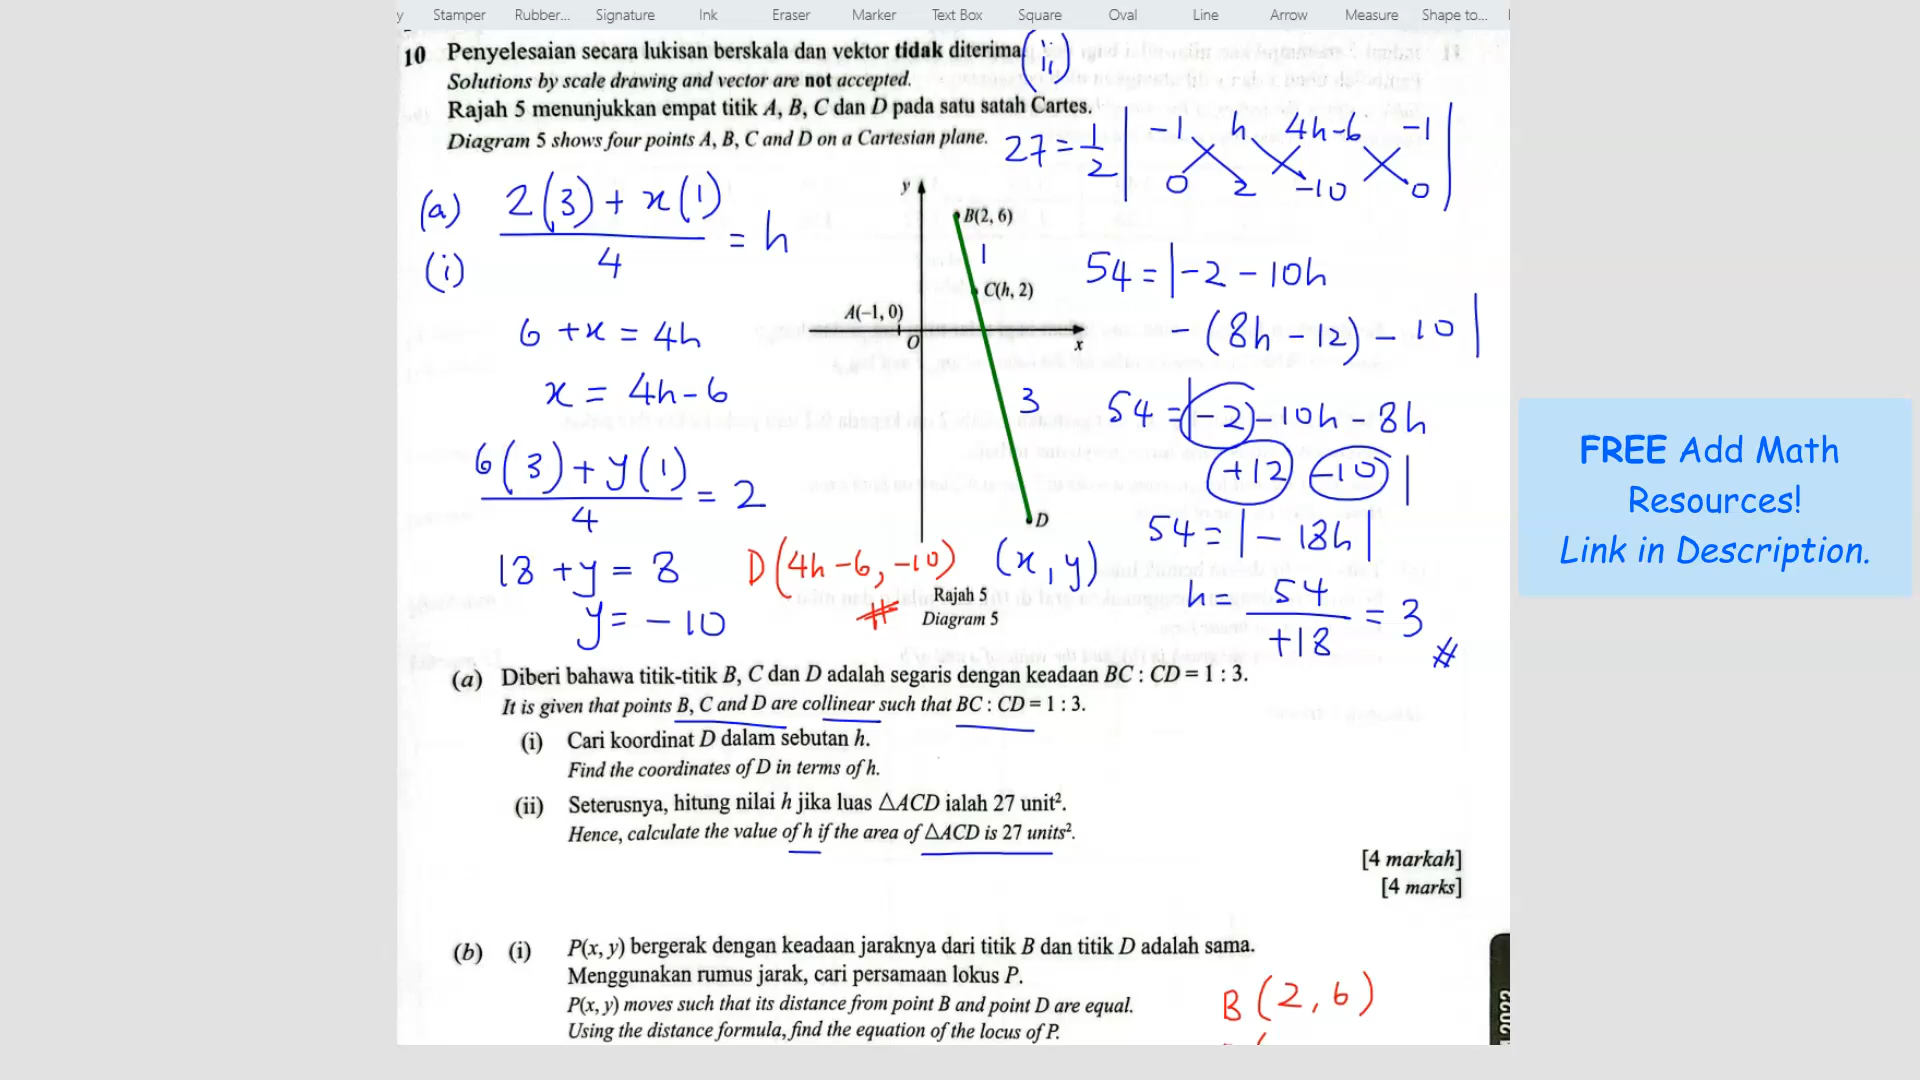 y Stamper Rubber... Signature Ink Eraser Marker Text Box Square Oval Line Arrow Measure Shape to...
10 Penyelesaian secara lukisan berskala dan vektor tidak diterima
Solutions by scale drawing and vector are not accepted.
Rajah 5 menunjukkan empat titik A, B, C dan D pada satu satah Cartes.
Diagram 5 shows four points A, B, C and D on a Cartesian plane.
(a) 2(3) + x(1) / 4 = h
(i)
6 + x = 4h
x = 4h - 6
6(3) + y(1) / 4 = 2
18 + y = 8
y = -10
y
B(2, 6)
1
C(h, 2)
A(–1, 0)
O
x
3
D
D(4h-6, -10) (x, y)
#
Rajah 5
Diagram 5
(ii)
27 = 1/2 | -1 h 4h-6 -1 |
0 2 -10 0
54 = | -2 - 10h
- (8h - 12) - 10 |
54 = | -2 - 10h - 8h
+12 -10 |
54 = | - 18h |
h = 54 / +18 = 3
#
(a) Diberi bahawa titik-titik B, C dan D adalah segaris dengan keadaan BC : CD = 1 : 3.
It is given that points B, C and D are collinear such that BC : CD = 1 : 3.
(i) Cari koordinat D dalam sebutan h.
Find the coordinates of D in terms of h.
(ii) Seterusnya, hitung nilai h jika luas △ACD ialah 27 unit².
Hence, calculate the value of h if the area of △ACD is 27 units².
[4 markah]
[4 marks]
(b) (i) P(x, y) bergerak dengan keadaan jaraknya dari titik B dan titik D adalah sama.
Menggunakan rumus jarak, cari persamaan lokus P.
P(x, y) moves such that its distance from point B and point D are equal.
Using the distance formula, find the equation of the locus of P.
B (2, 6)
2022
FREE Add Math
Resources!
Link in Description.